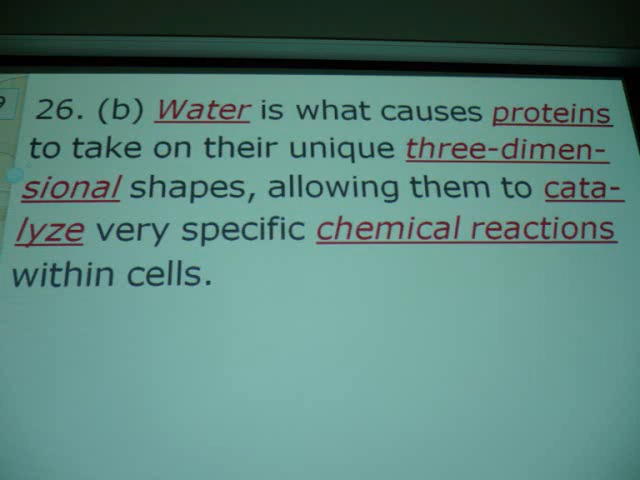 26. (b) Water is what causes proteins
to take on their unique three-dimen-
sional shapes, allowing them to cata-
lyze very specific chemical reactions
within cells.